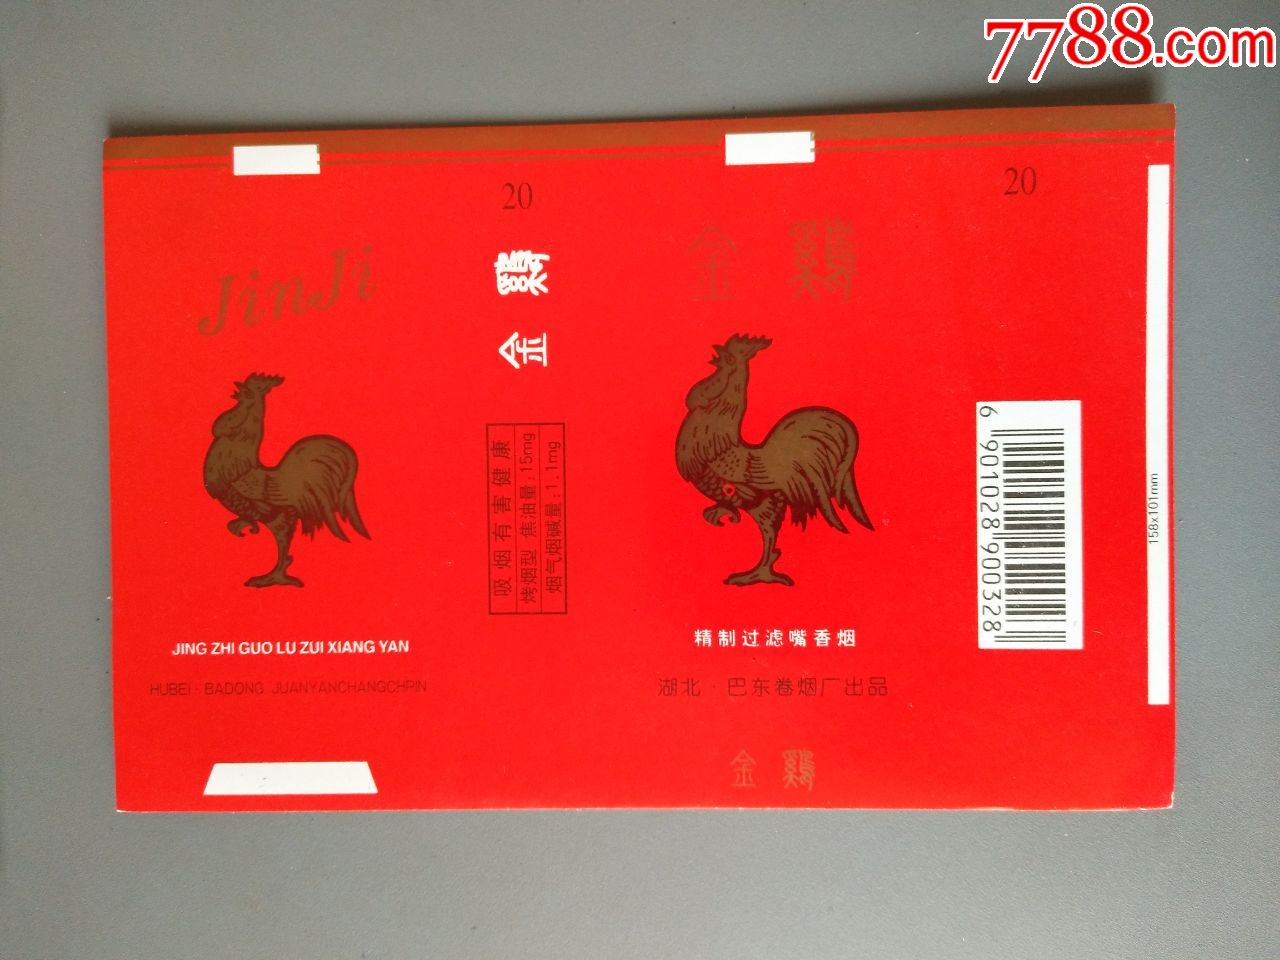 7788.com
20
JinJi
JING ZHI GUO LU ZUI XIANG YAN
HUBEI · BADONG JUANYANCHANGCHPIN
金鷄
吸烟有害健康
烤烟型 焦油量:15mg
烟气烟碱量:1.1mg
20
金鷄
精制过滤嘴香烟
湖北·巴东卷烟厂出品
金鷄
6 901028 900328
158x101mm